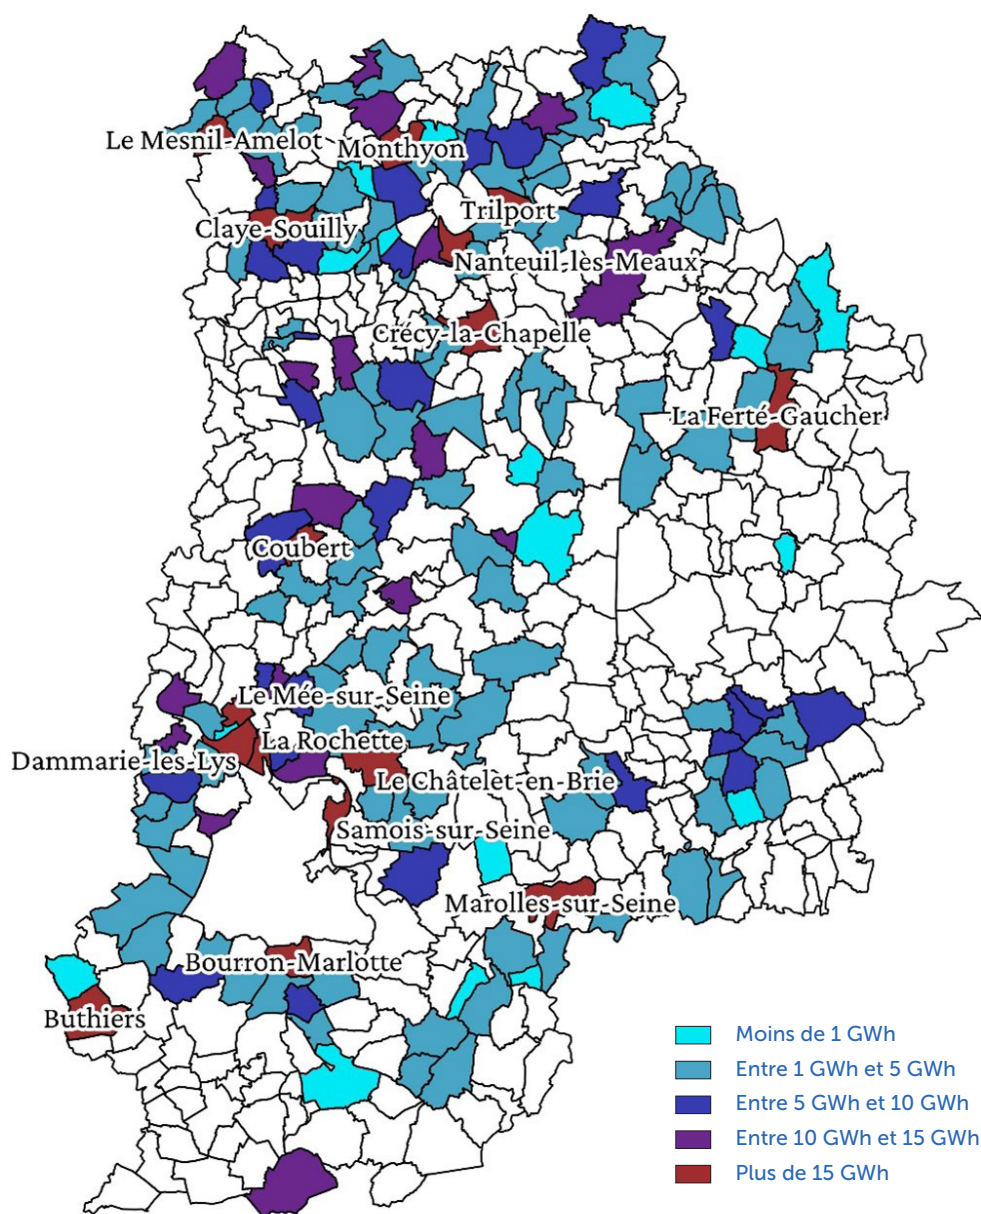 Le Mesnil-Amelot
Monthyon
Trilport
Claye-Souilly
Nanteuil-lès-Meaux
Crécy-la-Chapelle
La Ferté-Gaucher
Coubert
Le Mée-sur-Seine
La Rochette
Dammarie-les-Lys
Le Châtelet-en-Brie
Samois-sur-Seine
Marolles-sur-Seine
Bourron-Marlotte
Buthiers
Moins de 1 GWh
Entre 1 GWh et 5 GWh
Entre 5 GWh et 10 GWh
Entre 10 GWh et 15 GWh
Plus de 15 GWh